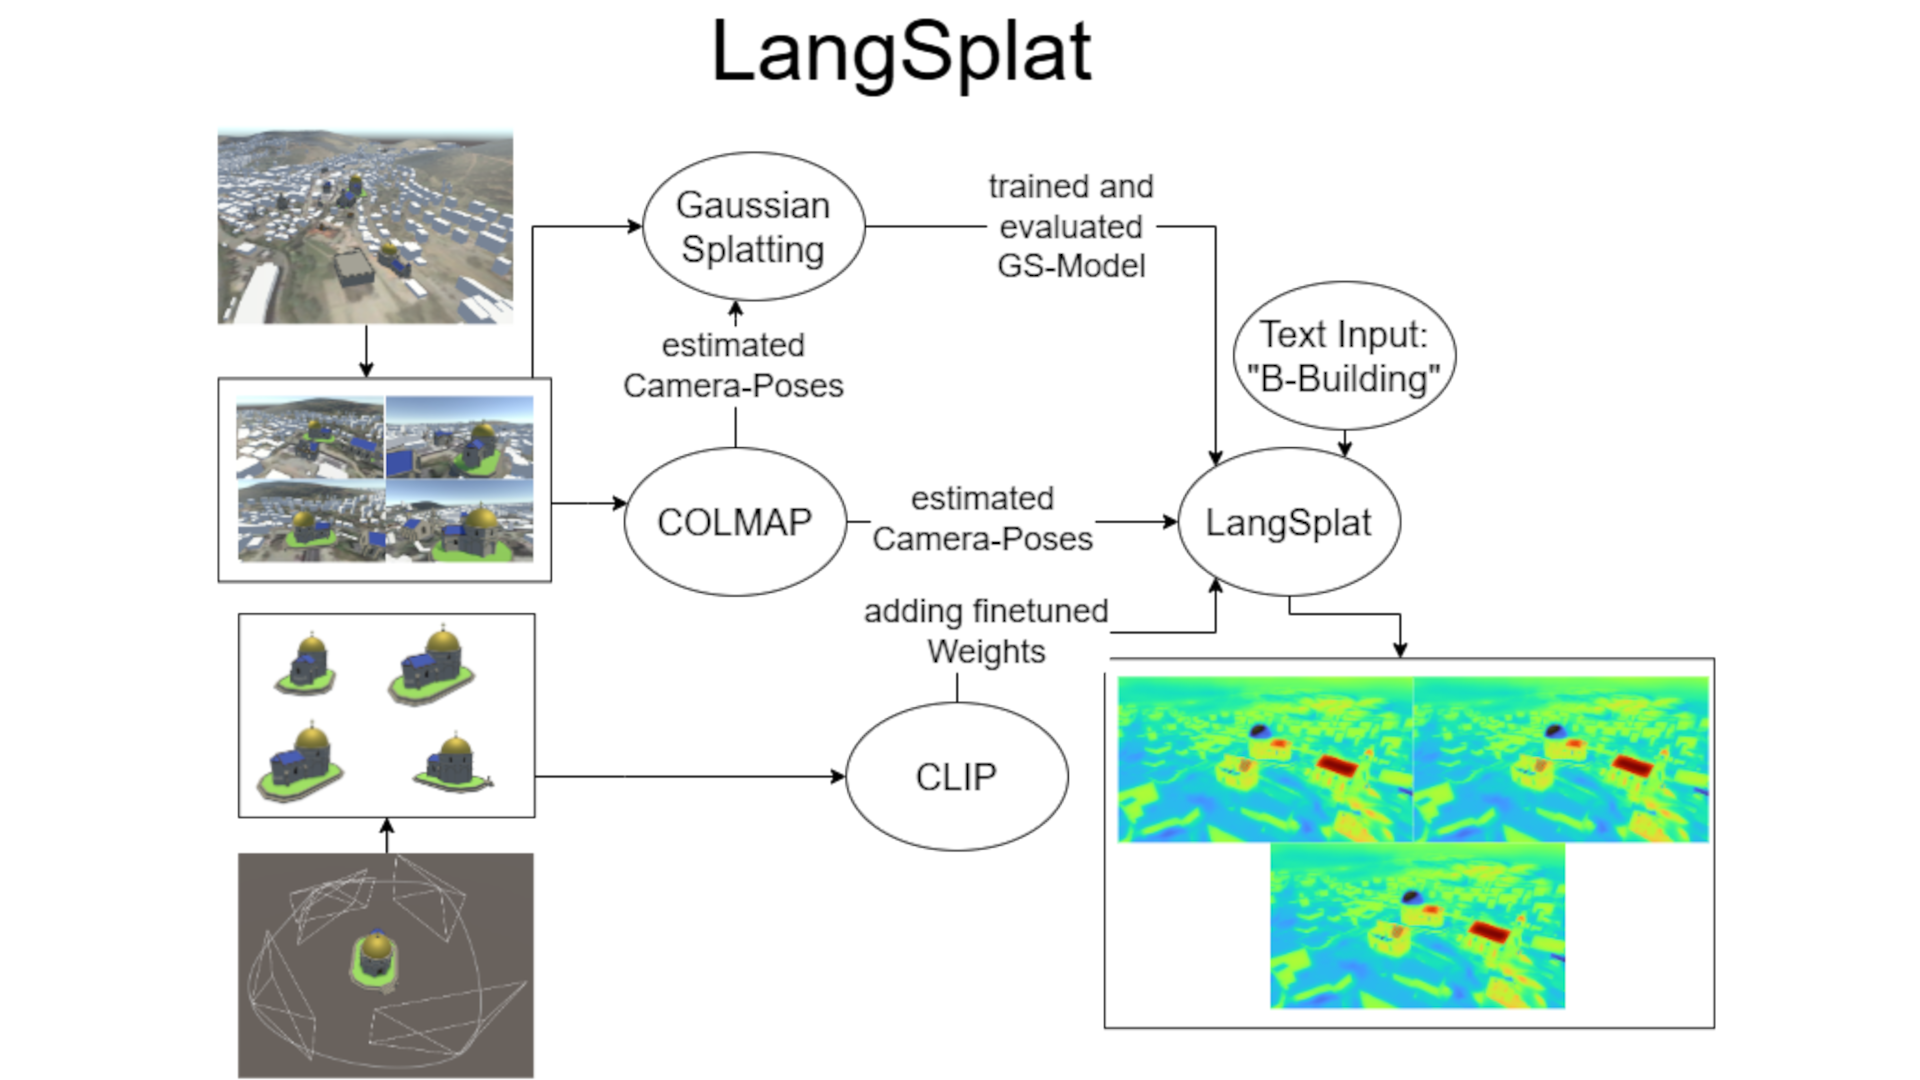 LangSplat
Gaussian
Splatting
trained and
evaluated
GS-Model
Text Input:
"B-Building"
estimated
Camera-Poses
COLMAP
estimated
Camera-Poses
LangSplat
adding finetuned
Weights
CLIP